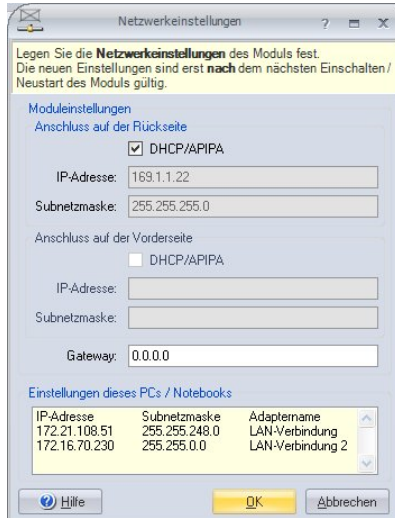 Netzwerkeinstellungen
Legen Sie die Netzwerkeinstellungen des Moduls fest.
Die neuen Einstellungen sind erst nach dem nächsten Einschalten /
Neustart des Moduls gültig.
Moduleinstellungen
Anschluss auf der Rückseite
DHCP/APIPA
IP-Adresse: 169.1.1.22
Subnetzmaske: 255.255.255.0
Anschluss auf der Vorderseite
DHCP/APIPA
IP-Adresse:
Subnetzmaske:
Gateway: 0.0.0.0
Einstellungen dieses PCs / Notebooks
IP-Adresse Subnetzmaske Adaptername
172.21.108.51 255.255.248.0 LAN-Verbindung
172.16.70.230 255.255.0.0 LAN-Verbindung 2
Hilfe OK Abbrechen